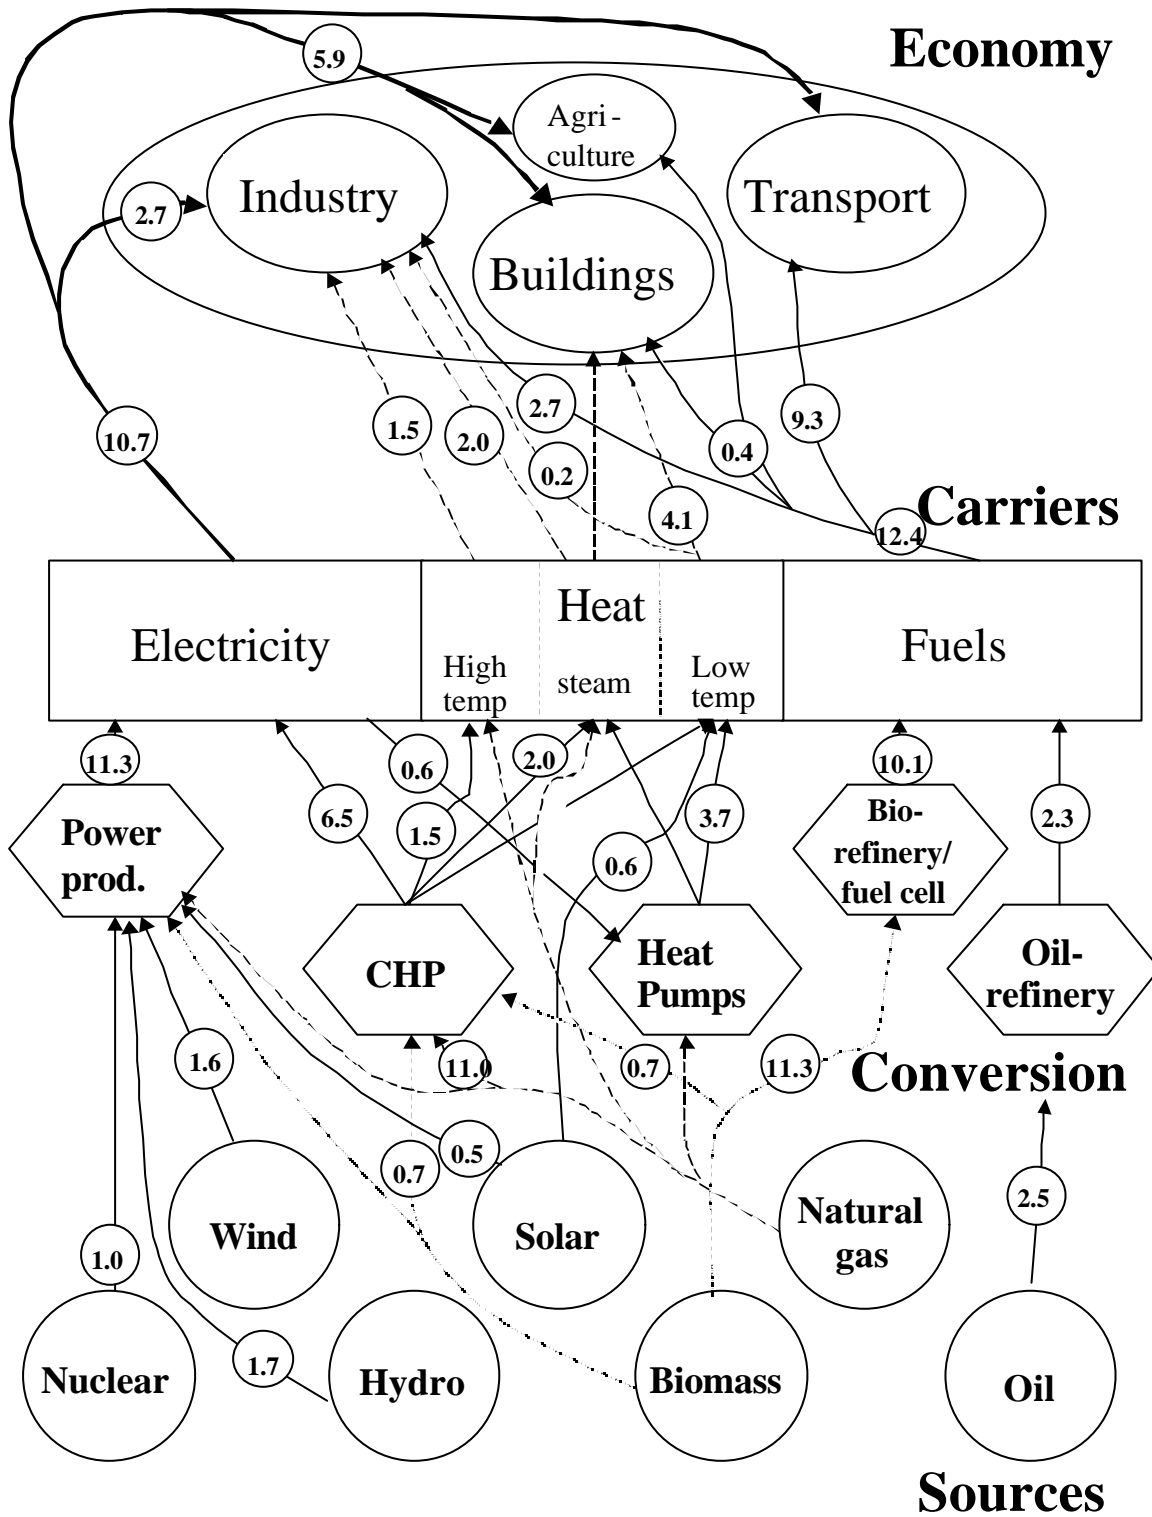 Economy
5.9
Agri -
culture
Industry
Transport
2.7
Buildings
2.7
9.3
1.5
2.0
10.7
0.4
0.2
Carriers
4.1
12.4
Heat
Electricity
Fuels
High
temp
steam
Low
temp
11.3
0.6
2.0
10.1
6.5
1.5
3.7
2.3
Power
prod.
Bio-
refinery/
fuel cell
0.6
CHP
Heat
Pumps
Oil-
refinery
1.6
11.0
0.7
11.3
Conversion
0.5
0.7
2.5
Wind
Solar
Natural
gas
1.0
1.7
Nuclear
Hydro
Biomass
Oil
Sources